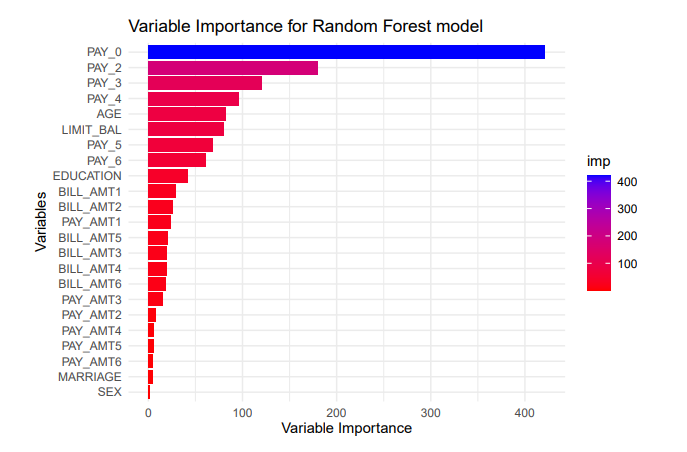 Variable Importance for Random Forest model
PAY_0
PAY_2
PAY_3
PAY_4
AGE
LIMIT_BAL
PAY_5
PAY_6
EDUCATION
BILL_AMT1
BILL_AMT2
PAY_AMT1
BILL_AMT5
BILL_AMT3
BILL_AMT4
BILL_AMT6
PAY_AMT3
PAY_AMT2
PAY_AMT4
PAY_AMT5
PAY_AMT6
MARRIAGE
SEX
Variables
0 100 200 300 400
Variable Importance
imp
400
300
200
100